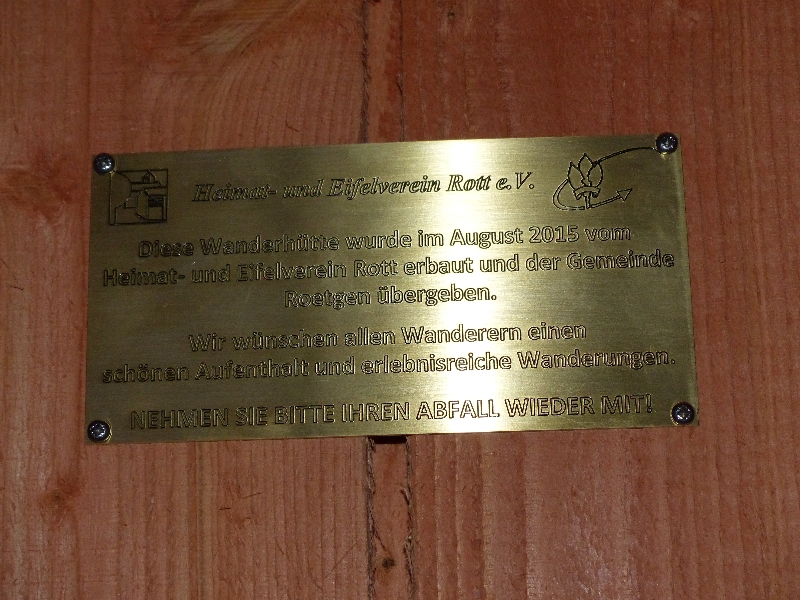 Heimat- und Eifelverein Rott e.V.
Diese Wanderhütte wurde im August 2015 vom
Heimat- und Eifelverein Rott erbaut und der Gemeinde
Roetgen übergeben.
Wir wünschen allen Wanderern einen
schönen Aufenthalt und erlebnisreiche Wanderungen.
NEHMEN SIE BITTE IHREN ABFALL WIEDER MIT!